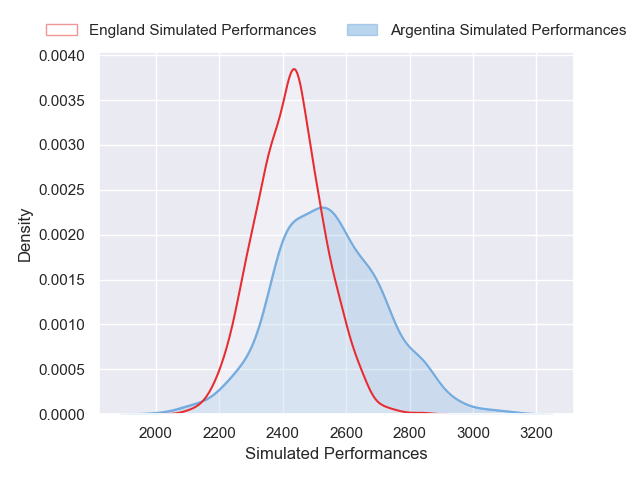 England Simulated Performances Argentina Simulated Performances
0.0040
0.0035
0.0030
0.0025
0.0020
0.0015
0.0010
0.0005
0.0000
Density
2000 2200 2400 2600 2800 3000 3200
Simulated Performances